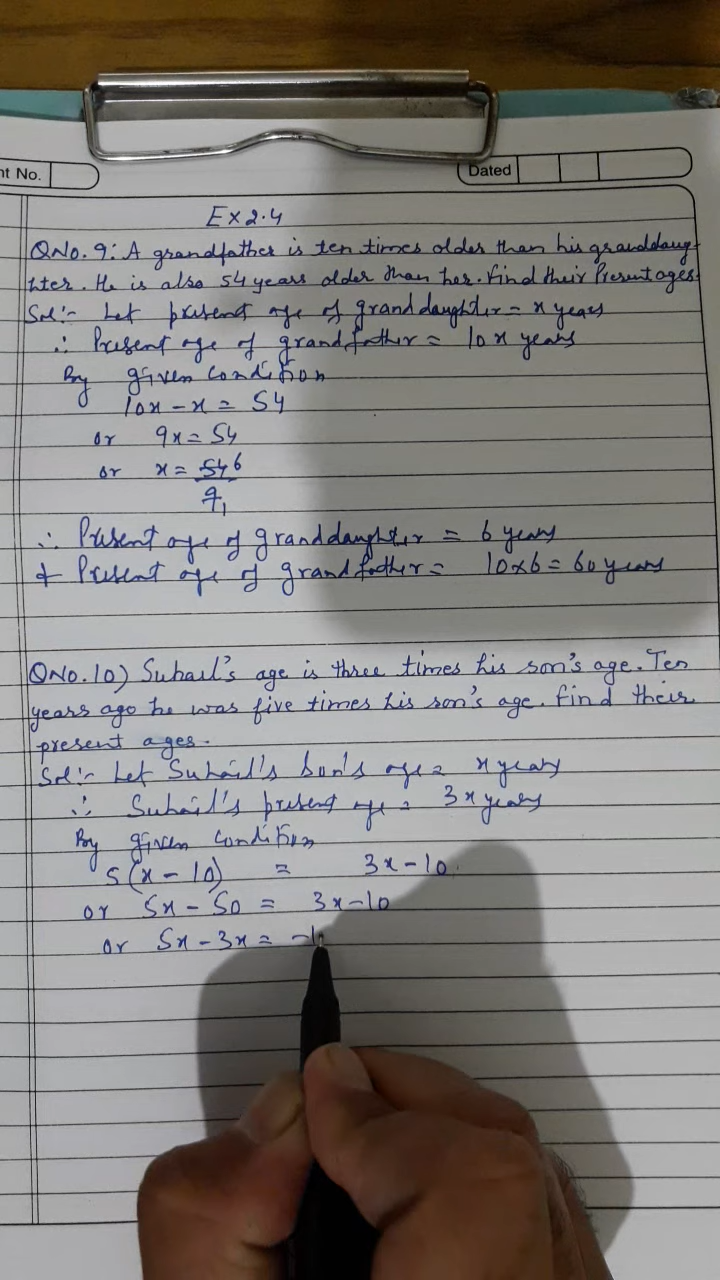 nt No.
Dated
Ex 2.4
QNo. 9: A grandfather is ten times older than his granddaug-
hter. He is also 54 years older than her. Find their Present ages
Sol:- Let present age of granddaughter = x years
∴ Present age of grandfather = 10x years
By given condition
10x - x = 54
or 9x = 54
or x = 54 6
9 1
∴ Present age of granddaughter = 6 years
& Present age of grandfather = 10×6 = 60 years
QNo. 10) Suhail's age is three times his son's age. Ten
years ago he was five times his son's age. Find their
present ages.
Sol:- Let Suhail's Son's age = x years
∴ Suhail's present age = 3x years
By given condition
5(x - 10) = 3x - 10
or 5x - 50 = 3x - 10
or 5x - 3x = -1